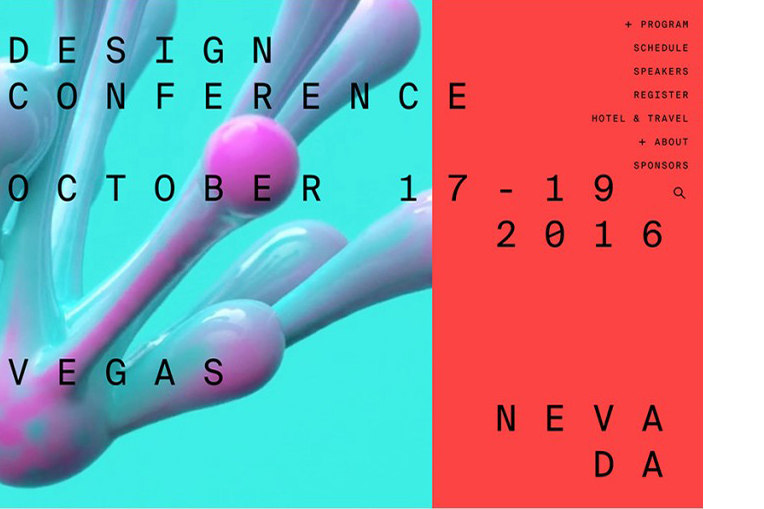 DESIGN
CONFERENCE
OCTOBER 17-19
2016
VEGAS
NEVA
DA
+ PROGRAM
SCHEDULE
SPEAKERS
REGISTER
HOTEL & TRAVEL
+ ABOUT
SPONSORS